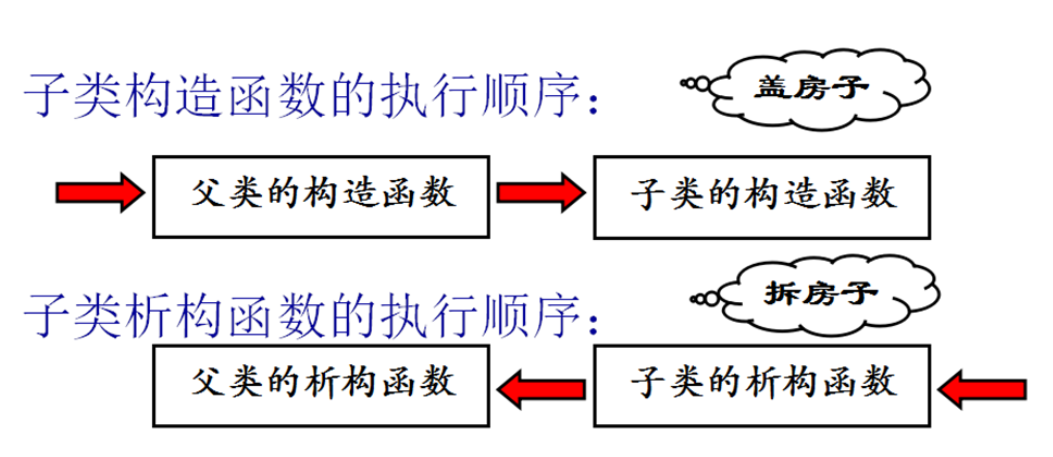 子类构造函数的执行顺序：
盖房子
父类的构造函数
子类的构造函数
子类析构函数的执行顺序：
拆房子
父类的析构函数
子类的析构函数